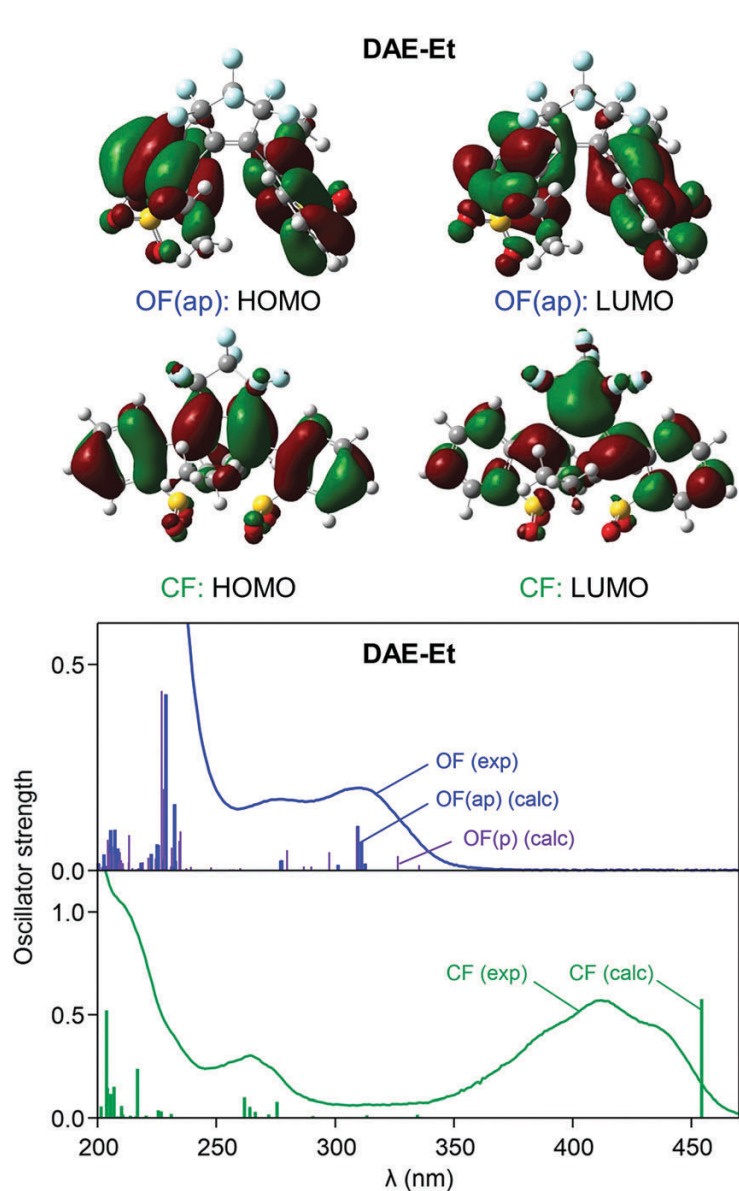 DAE-Et
OF(ap): HOMO
OF(ap): LUMO
CF: HOMO
CF: LUMO
DAE-Et
0.5
OF (exp)
OF(ap) (calc)
OF(p) (calc)
0.0
Oscillator strength
1.0
CF (exp)
CF (calc)
0.5
0.0
200
250
300
350
400
450
λ (nm)